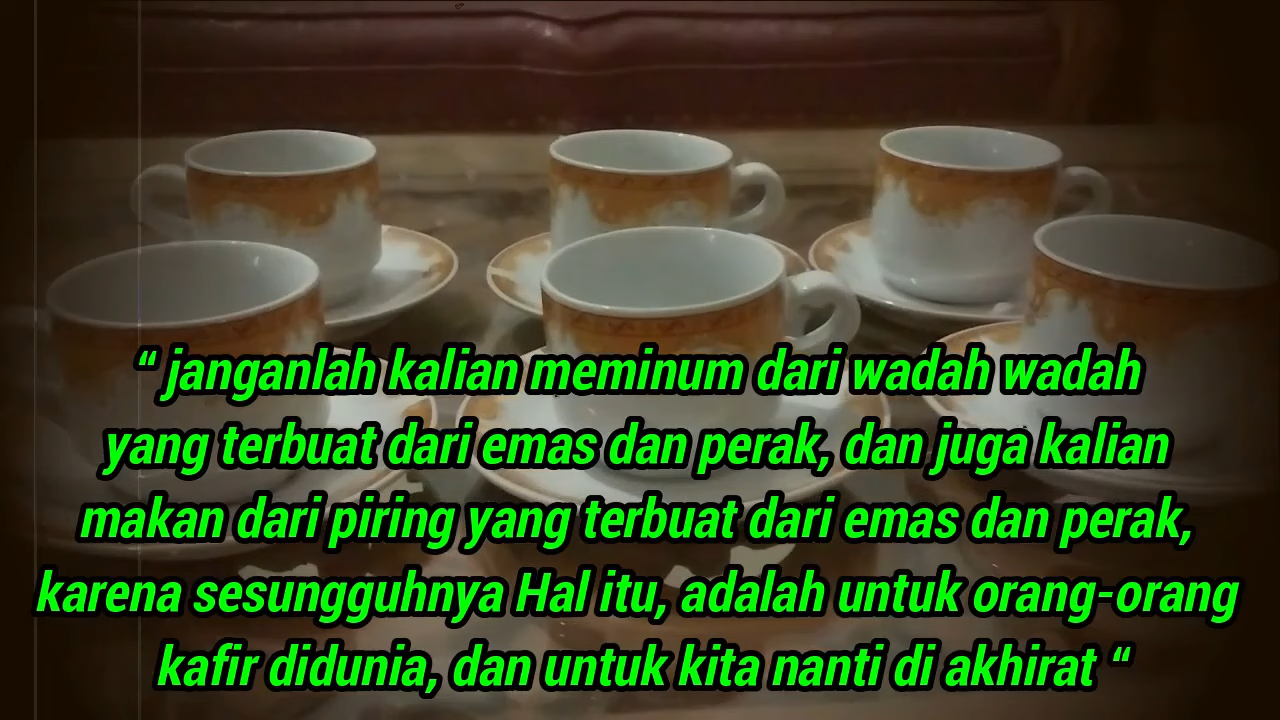 “ janganlah kalian meminum dari wadah wadah
yang terbuat dari emas dan perak, dan juga kalian
makan dari piring yang terbuat dari emas dan perak,
karena sesungguhnya Hal itu, adalah untuk orang-orang
kafir didunia, dan untuk kita nanti di akhirat “